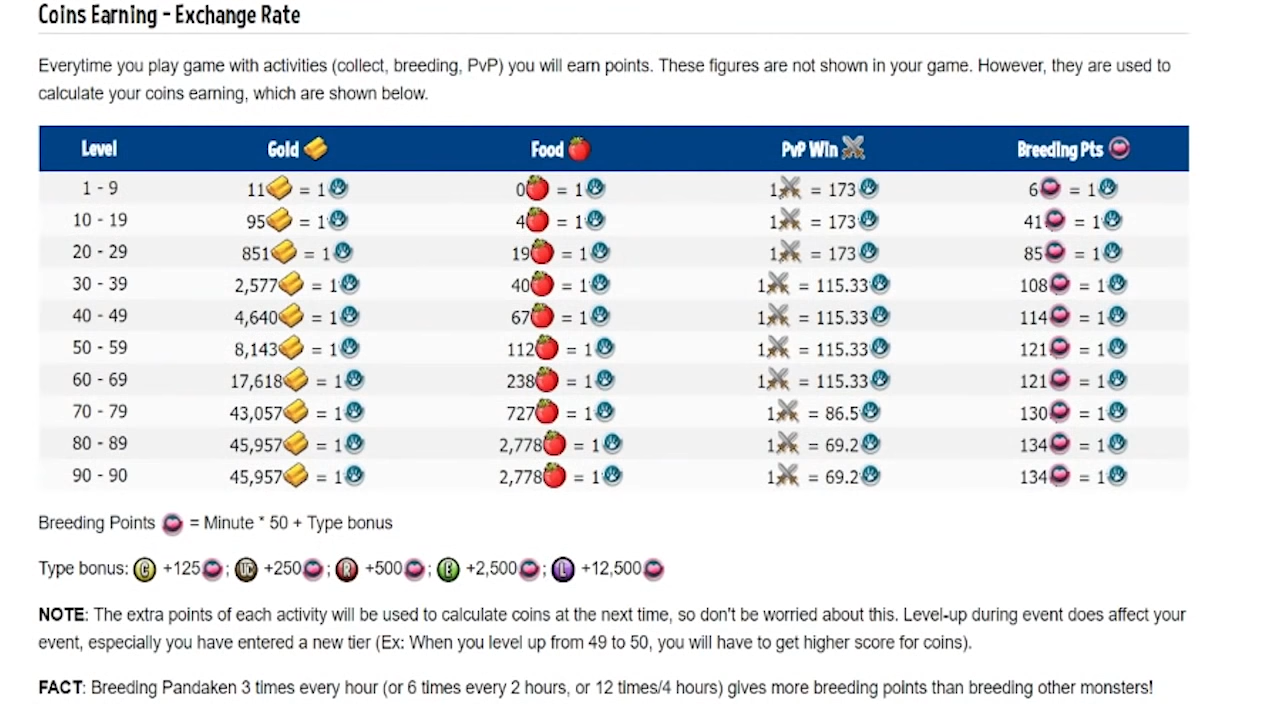 Coins Earning - Exchange Rate
Everytime you play game with activities (collect, breeding, PvP) you will earn points. These figures are not shown in your game. However, they are used to
calculate your coins earning, which are shown below.
Level Gold Food PvP Win Breeding Pts
1 - 9 11 = 1 0 = 1 1 = 173 6 = 1
10 - 19 95 = 1 4 = 1 1 = 173 41 = 1
20 - 29 851 = 1 19 = 1 1 = 173 85 = 1
30 - 39 2,577 = 1 40 = 1 1 = 115.33 108 = 1
40 - 49 4,640 = 1 67 = 1 1 = 115.33 114 = 1
50 - 59 8,143 = 1 112 = 1 1 = 115.33 121 = 1
60 - 69 17,618 = 1 238 = 1 1 = 115.33 121 = 1
70 - 79 43,057 = 1 727 = 1 1 = 86.5 130 = 1
80 - 89 45,957 = 1 2,778 = 1 1 = 69.2 134 = 1
90 - 90 45,957 = 1 2,778 = 1 1 = 69.2 134 = 1
Breeding Points = Minute * 50 + Type bonus
Type bonus: C +125 ; UC +250 ; R +500 ; E +2,500 ; L +12,500
NOTE: The extra points of each activity will be used to calculate coins at the next time, so don't be worried about this. Level-up during event does affect your
event, especially you have entered a new tier (Ex: When you level up from 49 to 50, you will have to get higher score for coins).
FACT: Breeding Pandaken 3 times every hour (or 6 times every 2 hours, or 12 times/4 hours) gives more breeding points than breeding other monsters!